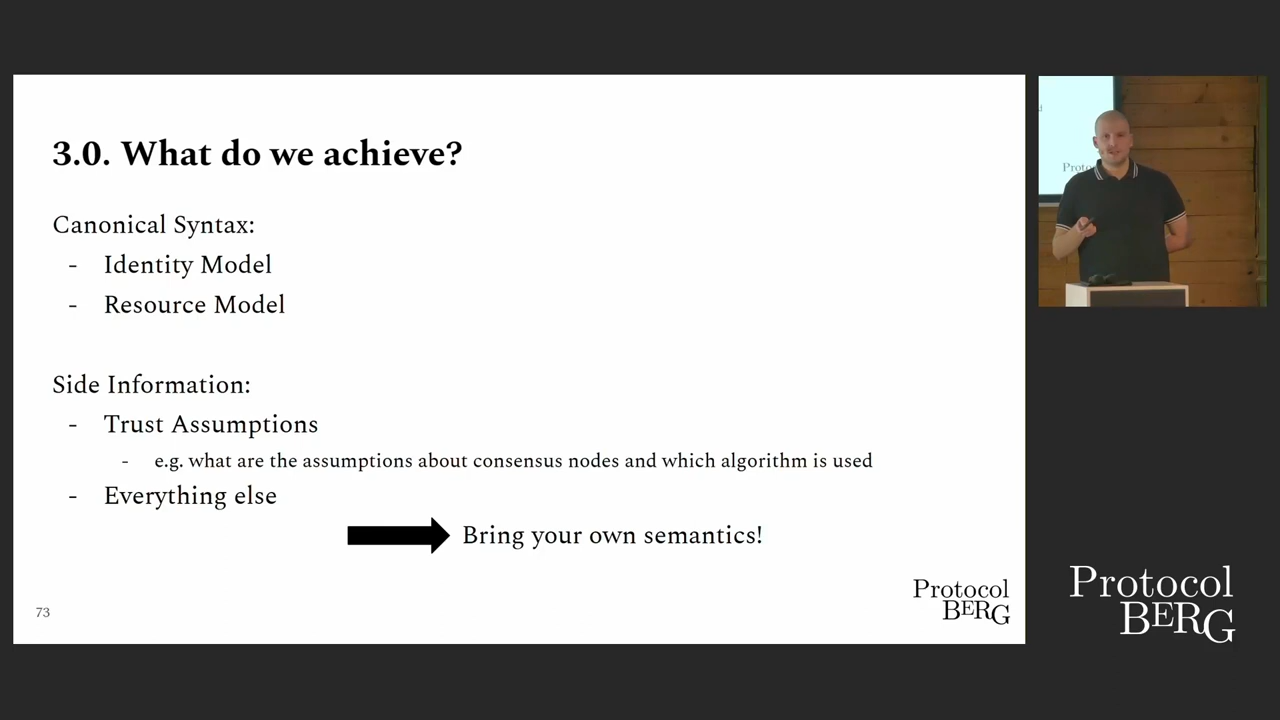 3.0. What do we achieve?
Canonical Syntax:
- Identity Model
- Resource Model
Side Information:
- Trust Assumptions
- e.g. what are the assumptions about consensus nodes and which algorithm is used
- Everything else
Bring your own semantics!
73
Protocol
BERG
Protocol
BERG